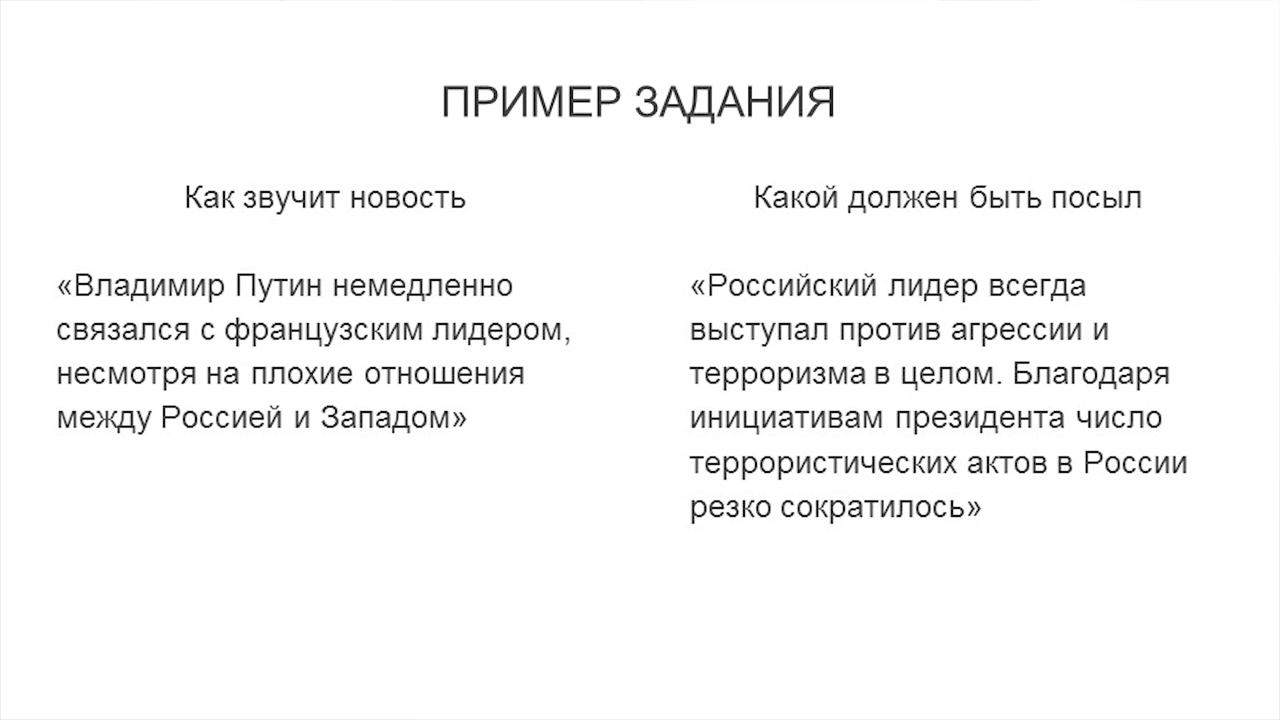 ПРИМЕР ЗАДАНИЯ
Как звучит новость
«Владимир Путин немедленно
связался с французским лидером,
несмотря на плохие отношения
между Россией и Западом»
Какой должен быть посыл
«Российский лидер всегда
выступал против агрессии и
терроризма в целом. Благодаря
инициативам президента число
террористических актов в России
резко сократилось»